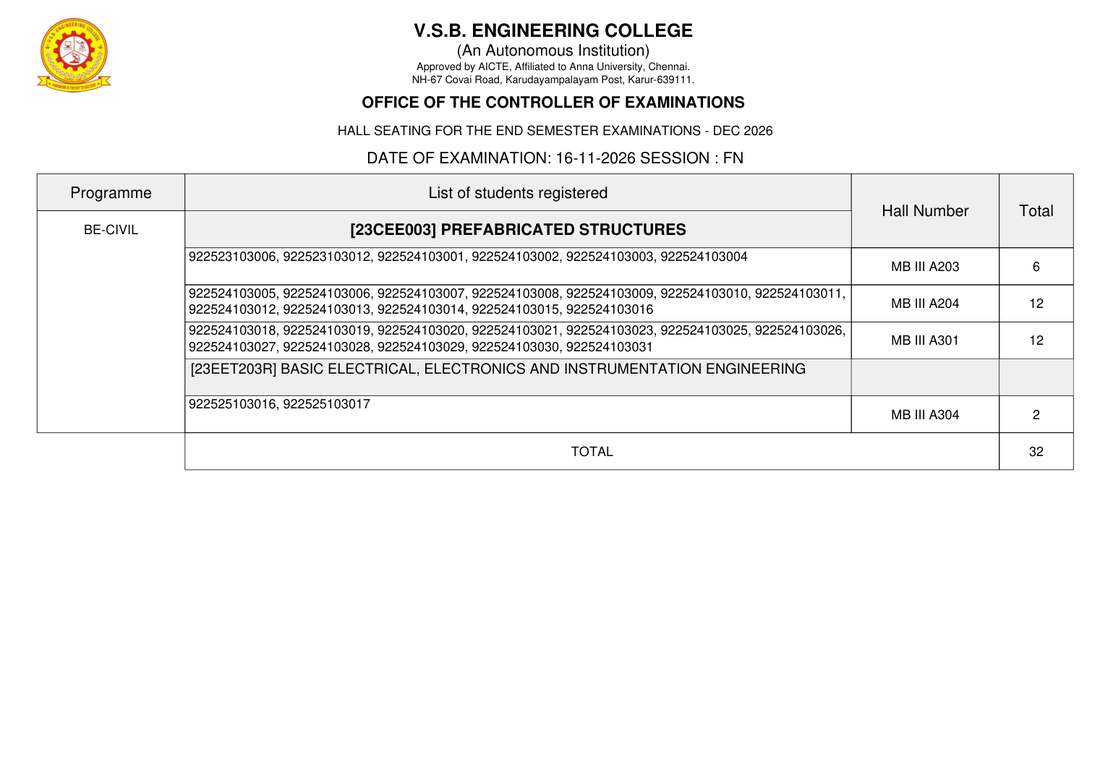 V.S.B. ENGINEERING COLLEGE
(An Autonomous Institution)
Approved by AICTE, Affiliated to Anna University, Chennai.
NH-67 Covai Road, Karudayampalayam Post, Karur-639111.
OFFICE OF THE CONTROLLER OF EXAMINATIONS
HALL SEATING FOR THE END SEMESTER EXAMINATIONS - DEC 2026
DATE OF EXAMINATION: 16-11-2026 SESSION : FN
Programme List of students registered Hall Number Total
BE-CIVIL [23CEE003] PREFABRICATED STRUCTURES
922523103006, 922523103012, 922524103001, 922524103002, 922524103003, 922524103004 MB III A203 6
922524103005, 922524103006, 922524103007, 922524103008, 922524103009, 922524103010, 922524103011,
922524103012, 922524103013, 922524103014, 922524103015, 922524103016 MB III A204 12
922524103018, 922524103019, 922524103020, 922524103021, 922524103023, 922524103025, 922524103026,
922524103027, 922524103028, 922524103029, 922524103030, 922524103031 MB III A301 12
[23EET203R] BASIC ELECTRICAL, ELECTRONICS AND INSTRUMENTATION ENGINEERING
922525103016, 922525103017 MB III A304 2
TOTAL 32